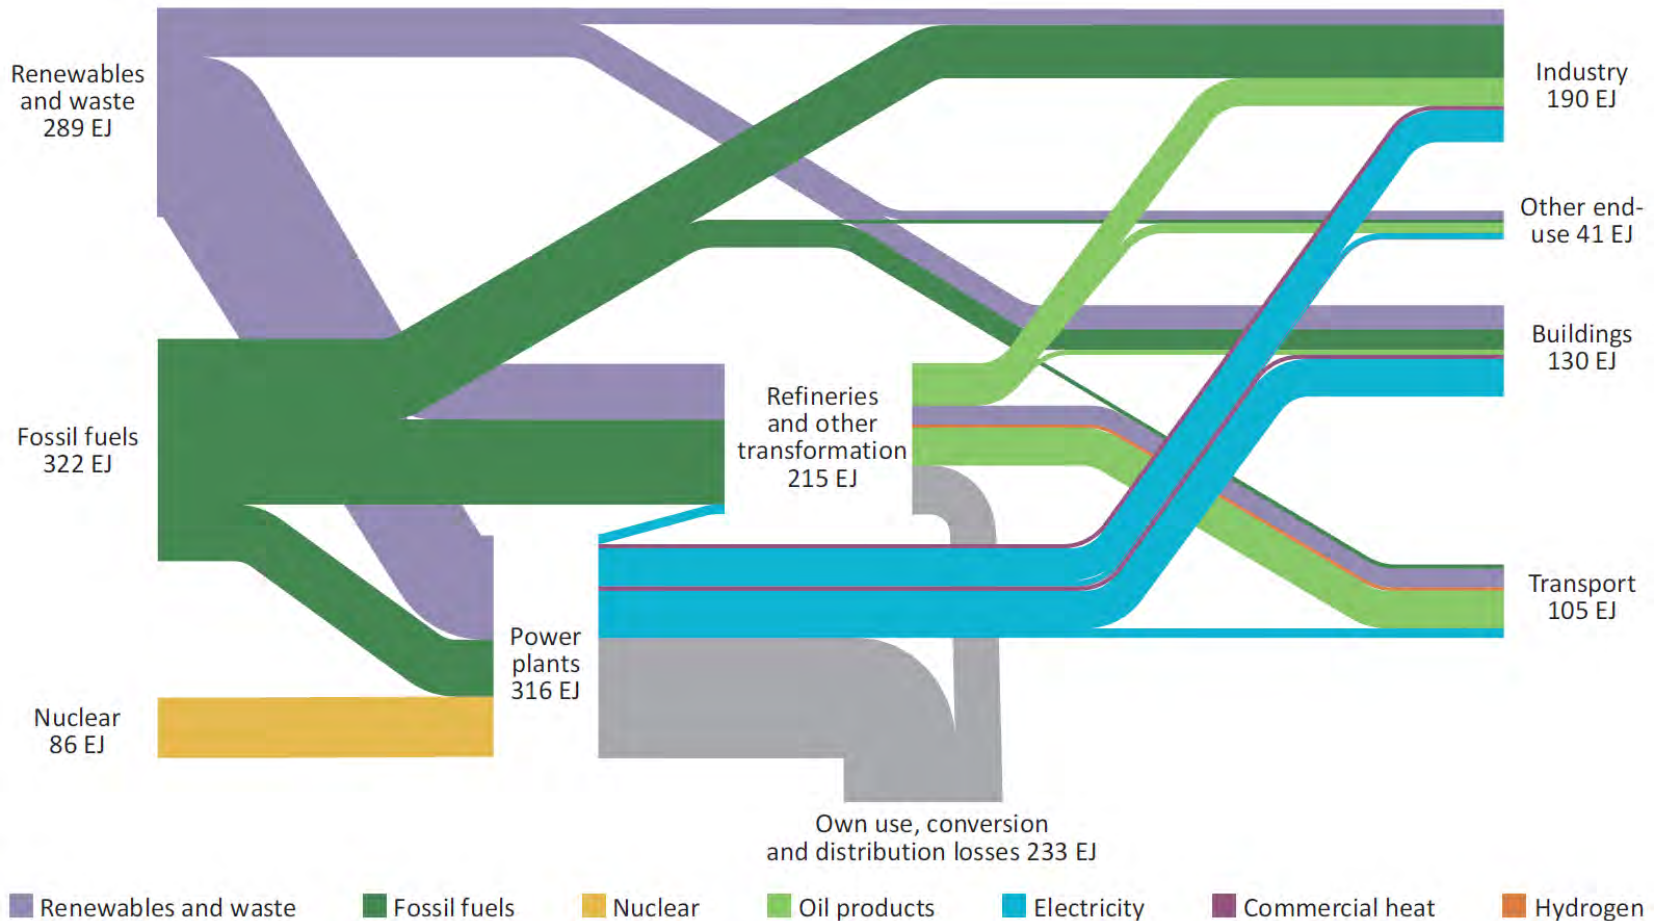 Renewables
and waste
289 EJ
Fossil fuels
322 EJ
Nuclear
86 EJ
Power
plants
316 EJ
Refineries
and other
transformation
215 EJ
Own use, conversion
and distribution losses 233 EJ
Industry
190 EJ
Other end-
use 41 EJ
Buildings
130 EJ
Transport
105 EJ
Renewables and waste
Fossil fuels
Nuclear
Oil products
Electricity
Commercial heat
Hydrogen